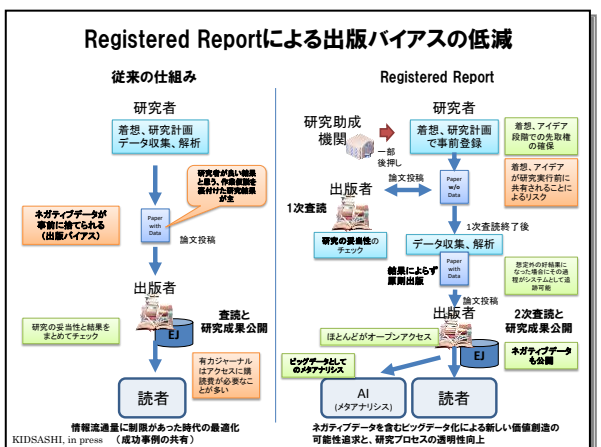 Registered Reportによる出版バイアスの低減
従来の仕組み
研究者
着想、研究計画
データ収集、解析
研究者が良い結果
と思う、作業仮説を
裏付けた研究結果
が主
ネガティブデータが
事前に捨てられる
(出版バイアス)
Paper
with
Data
論文投稿
出版者
査読と
研究成果公開
EJ
研究の妥当性と結果を
まとめてチェック
有力ジャーナル
はアクセスに購
読費が必要なこ
とが多い
読者
情報流通量に制限があった時代の最適化
(成功事例の共有)
KIDSASHI, in press
Registered Report
研究者
研究助成
機関
一部
後押し
着想、研究計画
で事前登録
着想、アイデア
段階での先取権
の確保
着想、アイデア
が研究実行前に
共有されることに
よるリスク
論文投稿
Paper
w/o
Data
出版者
1次査読
研究の妥当性の
チェック
1次査読終了後
データ収集、解析
Paper
with
Data
結果によらず
原則出版
想定外の好結果に
なった場合にその過
程がシステムとして追
跡可能
論文投稿
出版者
2次査読と
研究成果公開
ほとんどがオープンアクセス
EJ
ネガティブデータ
も公開
ビッグデータとして
のメタアナリシス
AI
(メタアナリシス)
読者
ネガティブデータを含むビッグデータ化による新しい価値創造の
可能性追求と、研究プロセスの透明性向上